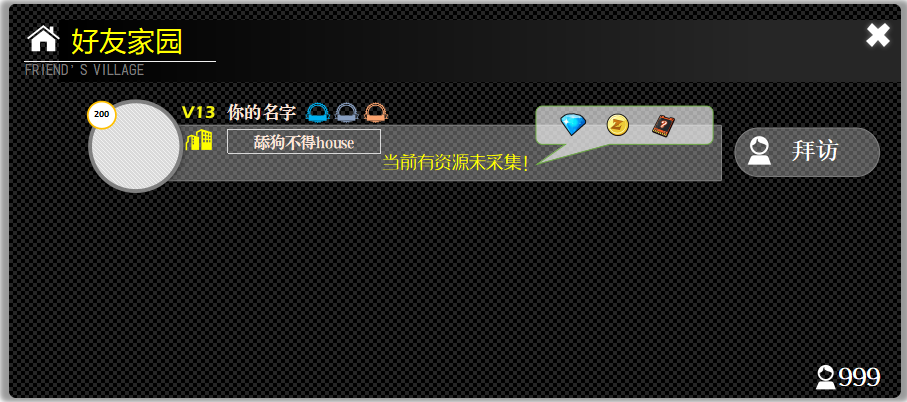 好友家园
FRIEND'S VILLAGE
200
V13 你的名字
舔狗不得house
当前有资源未采集！
Z
?
拜访
999